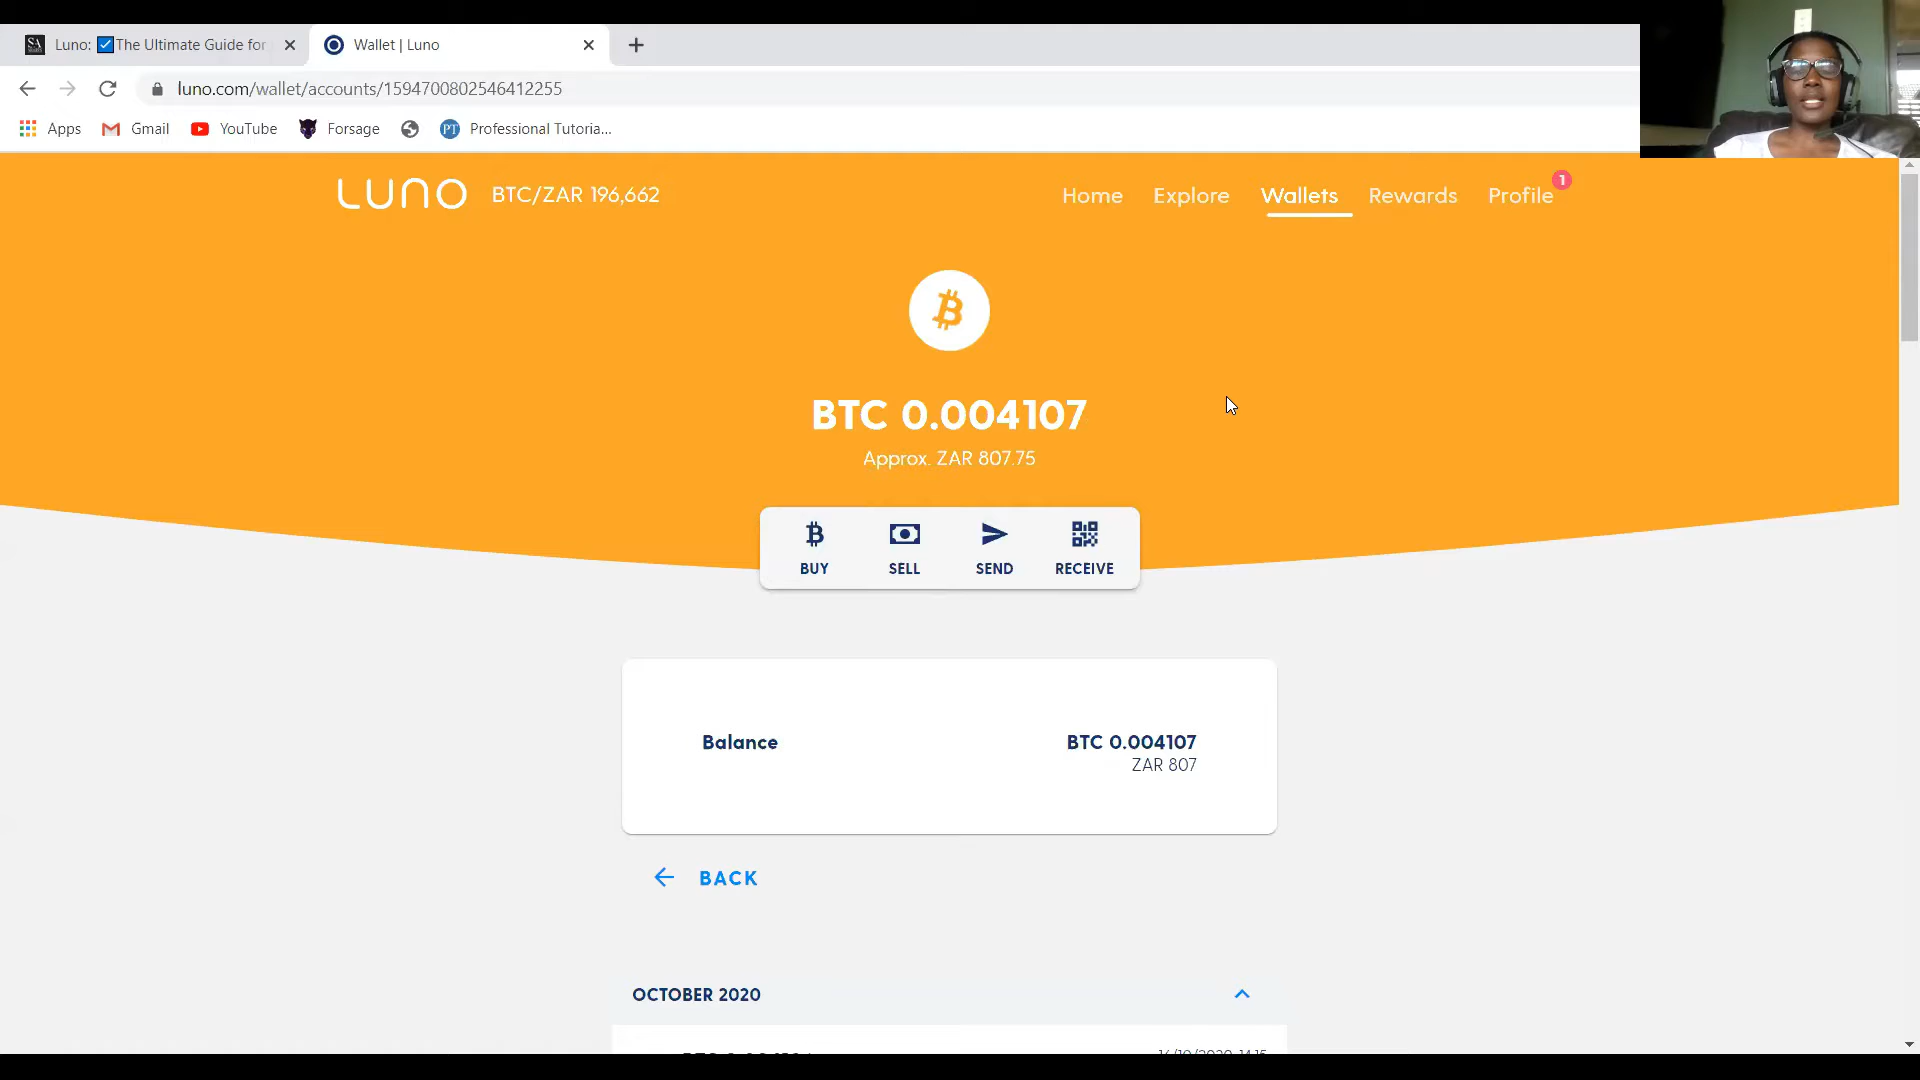 Luno: ☑The Ultimate Guide for
Wallet | Luno
luno.com/wallet/accounts/1594700802546412255
Apps Gmail YouTube Forsage Professional Tutoria...
LUNO BTC/ZAR 196,662 Home Explore Wallets Rewards Profile 1
BTC 0.004107
Approx. ZAR 807.75
BUY SELL SEND RECEIVE
Balance BTC 0.004107
ZAR 807
BACK
OCTOBER 2020